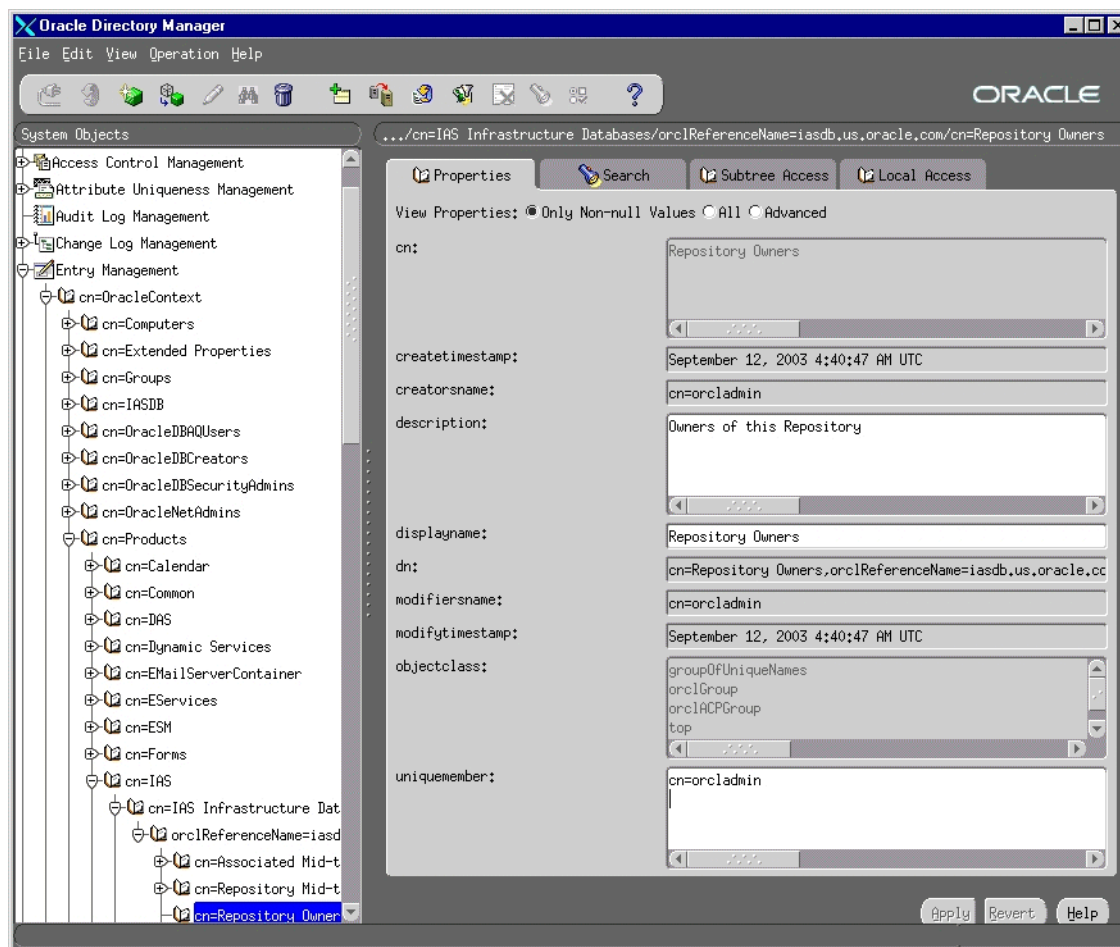 Oracle Directory Manager
File Edit View Operation Help
ORACLE
System Objects
Access Control Management
Attribute Uniqueness Management
Audit Log Management
Change Log Management
Entry Management
cn=OracleContext
cn=Computers
cn=Extended Properties
cn=Groups
cn=IASDB
cn=OracleDBAQUsers
cn=OracleDBCreators
cn=OracleDBSecurityAdmins
cn=OracleNetAdmins
cn=Products
cn=Calendar
cn=Common
cn=DAS
cn=Dynamic Services
cn=EMailServerContainer
cn=EServices
cn=ESM
cn=Forms
cn=IAS
cn=IAS Infrastructure Dat
orclReferenceName=iasd
cn=Associated Mid-t
cn=Repository Mid-t
cn=Repository Owner
.../cn=IAS Infrastructure Databases/orclReferenceName=iasdb.us.oracle.com/cn=Repository Owners
Properties Search Subtree Access Local Access
View Properties: Only Non-null Values All Advanced
cn: Repository Owners
createtimestamp: September 12, 2003 4:40:47 AM UTC
creatorsname: cn=orcladmin
description: Owners of this Repository
displayname: Repository Owners
dn: cn=Repository Owners,orclReferenceName=iasdb.us.oracle.cc
modifiersname: cn=orcladmin
modifytimestamp: September 12, 2003 4:40:47 AM UTC
objectclass: groupOfUniqueNames
orclGroup
orclACPGroup
top
uniquemember: cn=orcladmin
Apply Revert Help